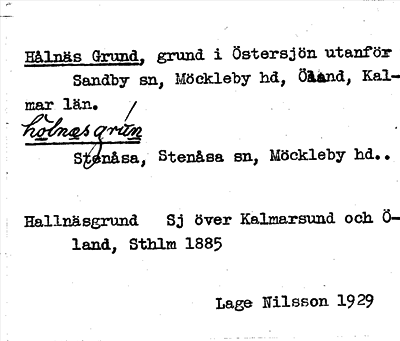 Hålnäs Grund, grund i Östersjön utanför
Sandby sn, Möckleby hd, Öland, Kal-
mar län.
hòlnæsgrún
Stenåsa, Stenåsa sn, Möckleby hd..
Hallnäsgrund Sj över Kalmarsund och Ö-
land, Sthlm 1885
Lage Nilsson 1929